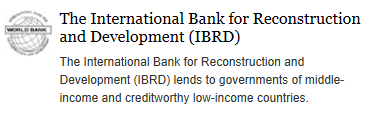 WORLD BANK
The International Bank for Reconstruction
and Development (IBRD)
The International Bank for Reconstruction and
Development (IBRD) lends to governments of middle-
income and creditworthy low-income countries.